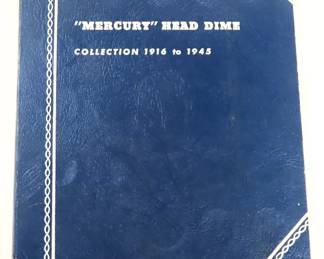 "MERCURY" HEAD DIME
COLLECTION 1916 to 1945